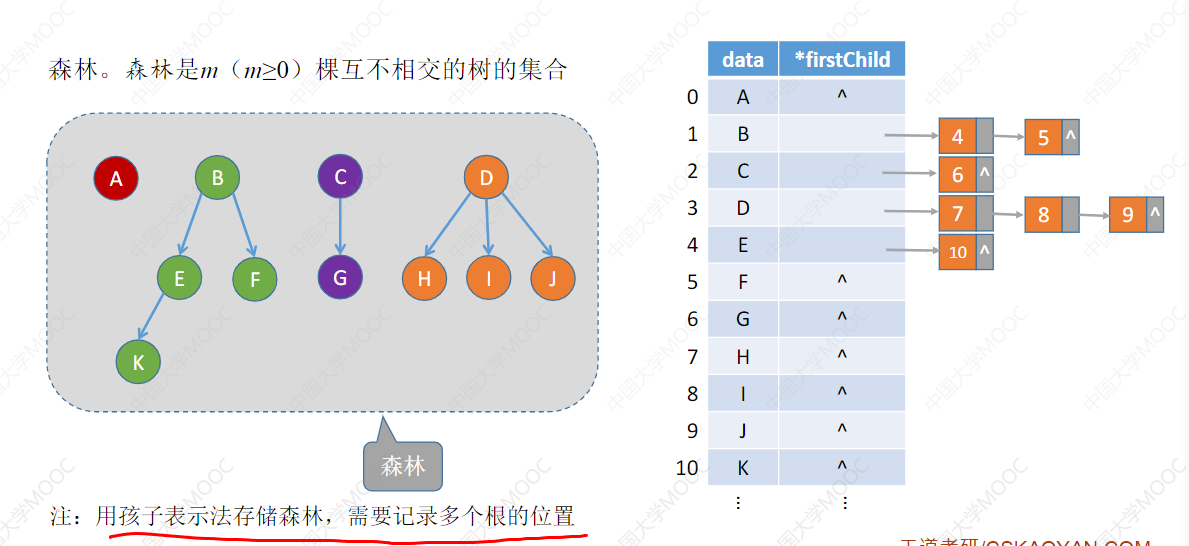 森林。森林是m（m≥0）棵互不相交的树的集合
A
B
C
D
E
F
G
H
I
J
K
森林
注：用孩子表示法存储森林，需要记录多个根的位置
data *firstChild
0 A ^
1 B 4 5 ^
2 C 6 ^
3 D 7 8 9 ^
4 E 10 ^
5 F ^
6 G ^
7 H ^
8 I ^
9 J ^
10 K ^
⋮ ⋮
王道考研/CSKAOYAN.COM
中国大学MOOC